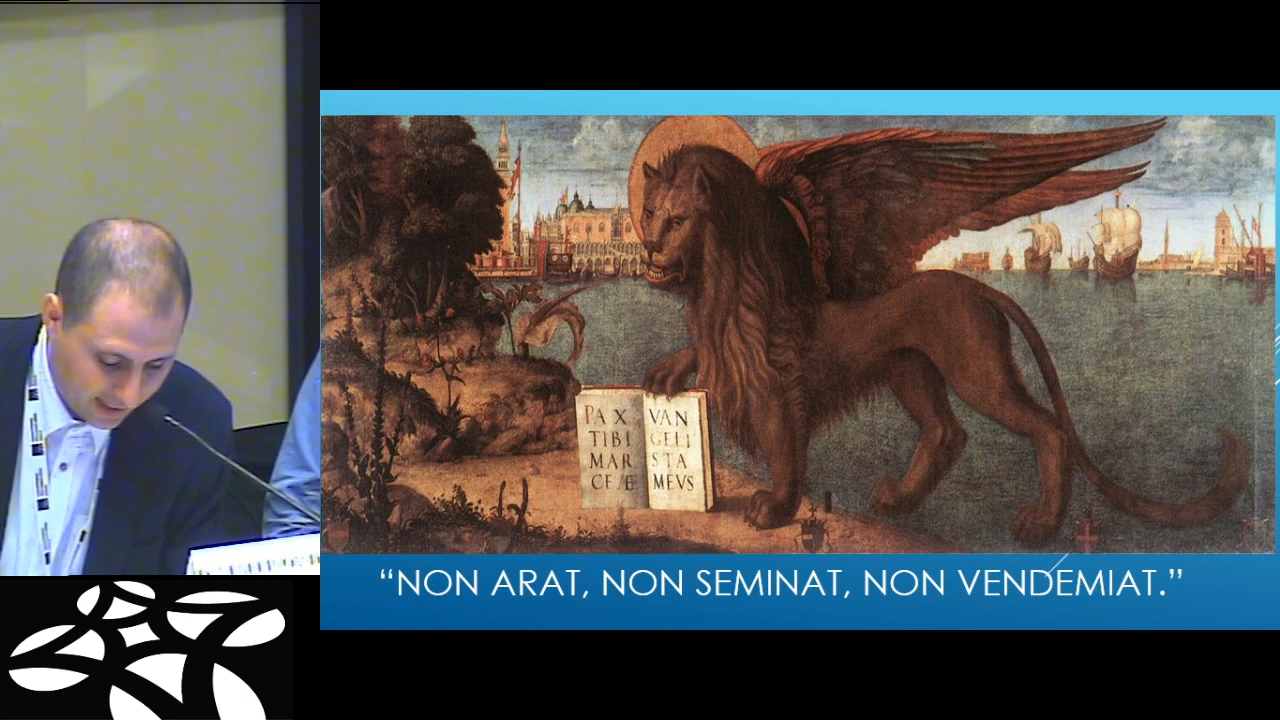 PAX
TIBI
MAR
CE Æ
VAN
GELI
STA
MEVS
“NON ARAT, NON SEMINAT, NON VENDEMIAT.”